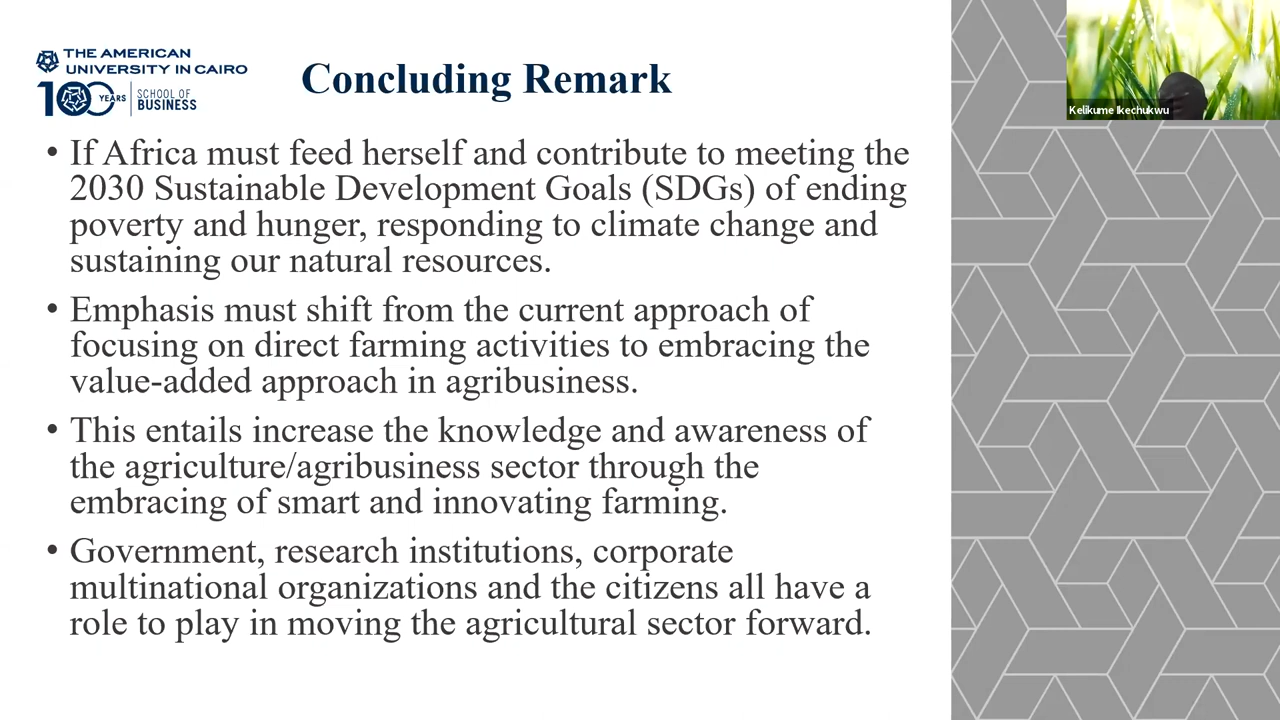 THE AMERICAN
UNIVERSITY IN CAIRO
100 YEARS
SCHOOL OF
BUSINESS
Concluding Remark
Kelikume Ikechukwu
• If Africa must feed herself and contribute to meeting the
2030 Sustainable Development Goals (SDGs) of ending
poverty and hunger, responding to climate change and
sustaining our natural resources.
• Emphasis must shift from the current approach of
focusing on direct farming activities to embracing the
value-added approach in agribusiness.
• This entails increase the knowledge and awareness of
the agriculture/agribusiness sector through the
embracing of smart and innovating farming.
• Government, research institutions, corporate
multinational organizations and the citizens all have a
role to play in moving the agricultural sector forward.